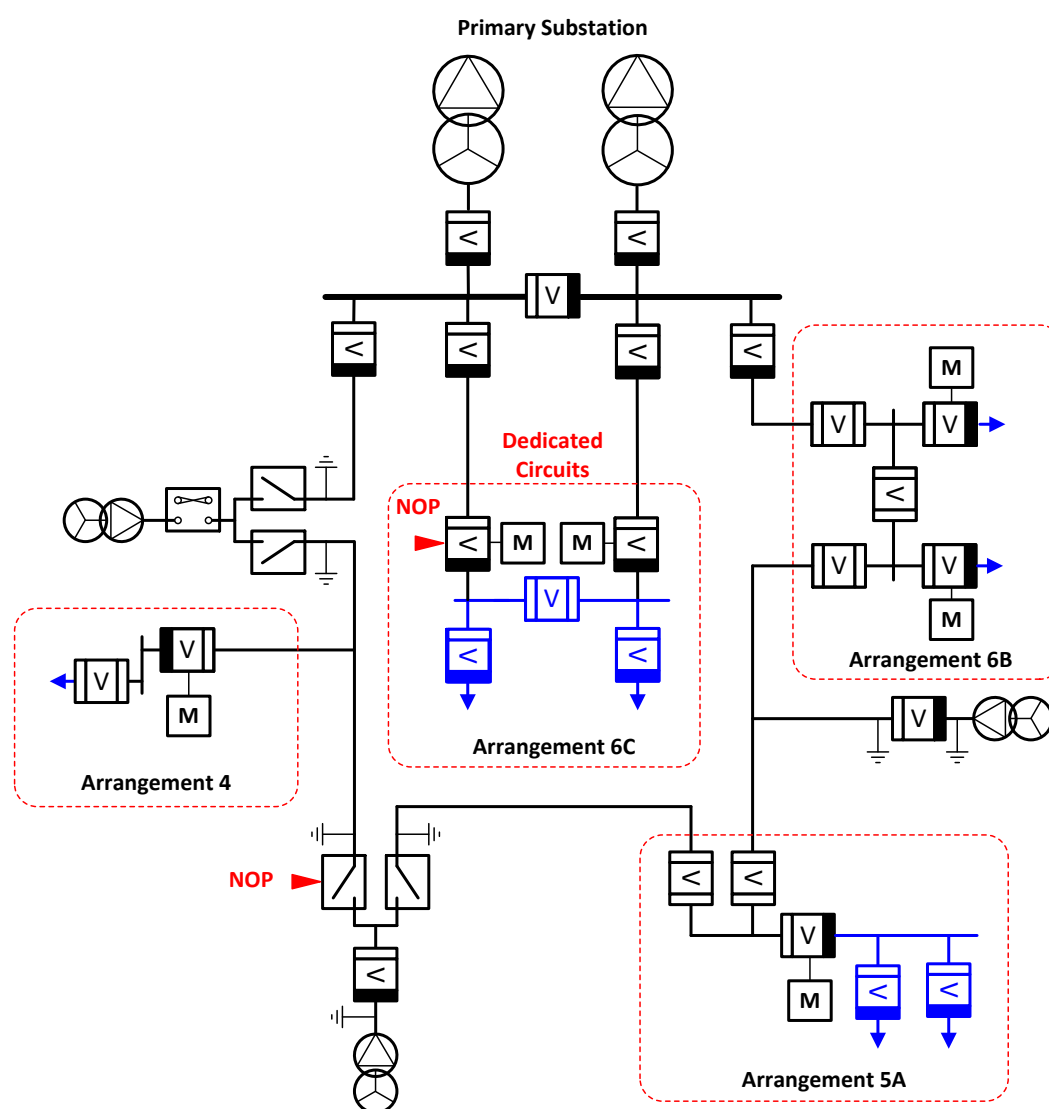 Primary Substation
<
<
V
<
<
<
<
M
V
V
Dedicated
Circuits
<
NOP
<
M
M
<
V
V
M
V
V
V
M
<
<
Arrangement 6B
Arrangement 6C
V
Arrangement 4
NOP
<
<
V
<
M
<
<
Arrangement 5A